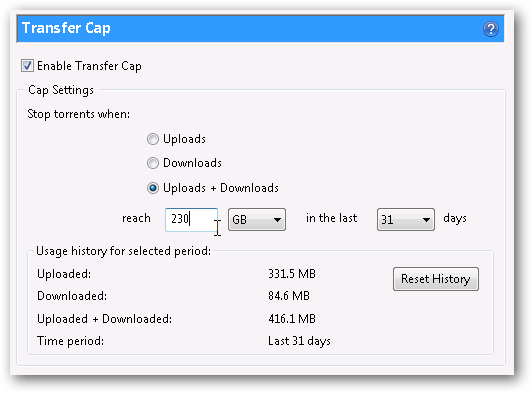 Transfer Cap ?
Enable Transfer Cap
Cap Settings
Stop torrents when:
Uploads
Downloads
Uploads + Downloads
reach 230 GB in the last 31 days
Usage history for selected period:
Uploaded: 331.5 MB Reset History
Downloaded: 84.6 MB
Uploaded + Downloaded: 416.1 MB
Time period: Last 31 days